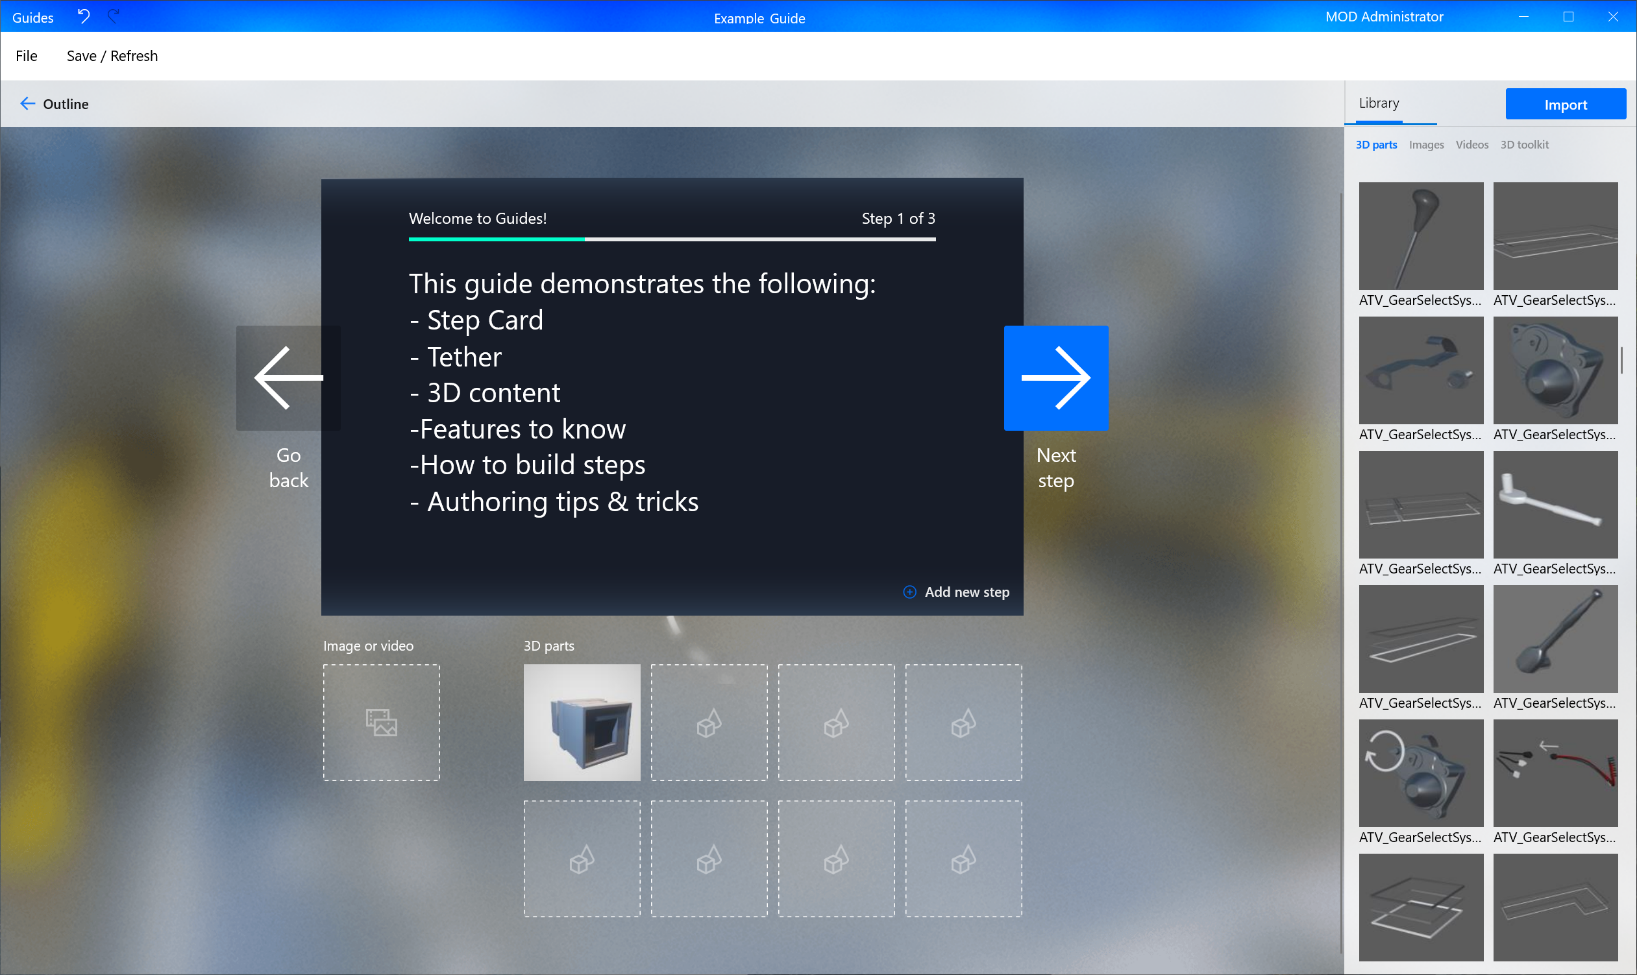 Guides
Example Guide
MOD Administrator
File
Save / Refresh
Outline
Library
Import
3D parts
Images
Videos
3D toolkit
Welcome to Guides!
Step 1 of 3
This guide demonstrates the following:
- Step Card
- Tether
- 3D content
-Features to know
-How to build steps
- Authoring tips & tricks
Go
back
Next
step
Add new step
Image or video
3D parts
ATV_GearSelectSys...
ATV_GearSelectSys...
ATV_GearSelectSys...
ATV_GearSelectSys...
ATV_GearSelectSys...
ATV_GearSelectSys...
ATV_GearSelectSys...
ATV_GearSelectSys...
ATV_GearSelectSys...
ATV_GearSelectSys...